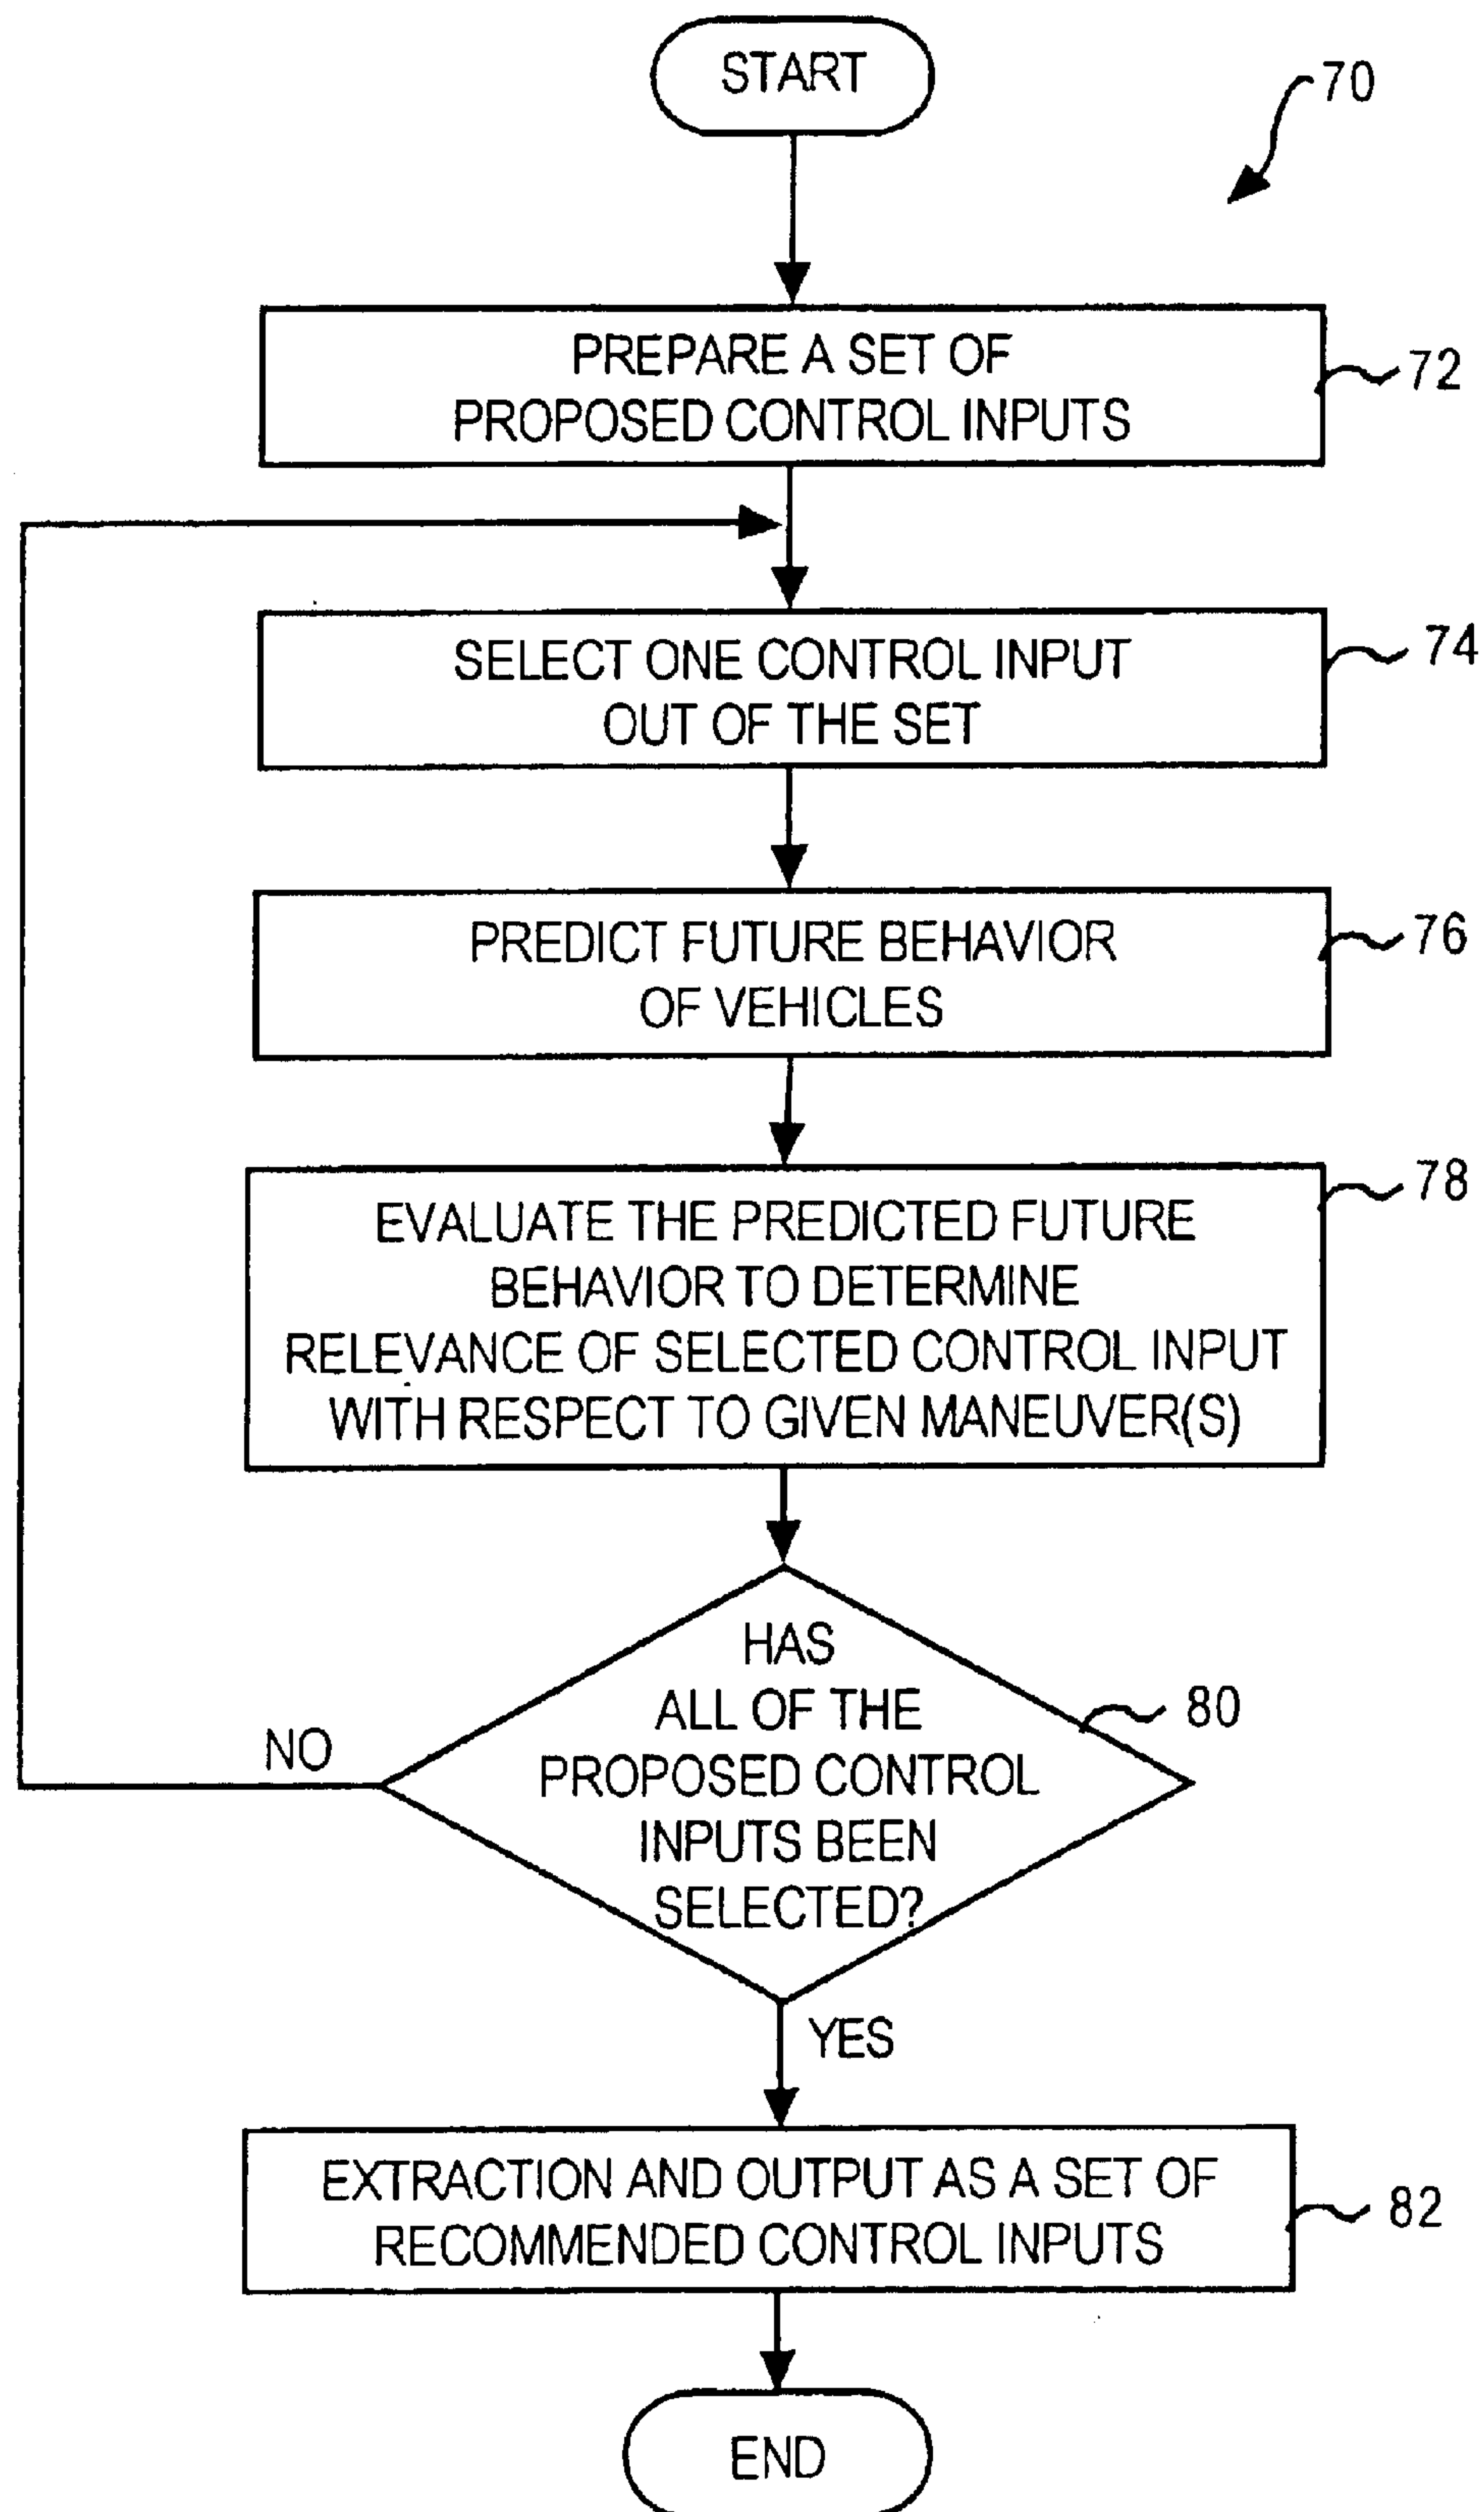 START
70
PREPARE A SET OF
PROPOSED CONTROL INPUTS
72
SELECT ONE CONTROL INPUT
OUT OF THE SET
74
PREDICT FUTURE BEHAVIOR
OF VEHICLES
76
EVALUATE THE PREDICTED FUTURE
BEHAVIOR TO DETERMINE
RELEVANCE OF SELECTED CONTROL INPUT
WITH RESPECT TO GIVEN MANEUVER(S)
78
HAS
ALL OF THE
PROPOSED CONTROL
INPUTS BEEN
SELECTED?
80
NO
YES
EXTRACTION AND OUTPUT AS A SET OF
RECOMMENDED CONTROL INPUTS
82
END